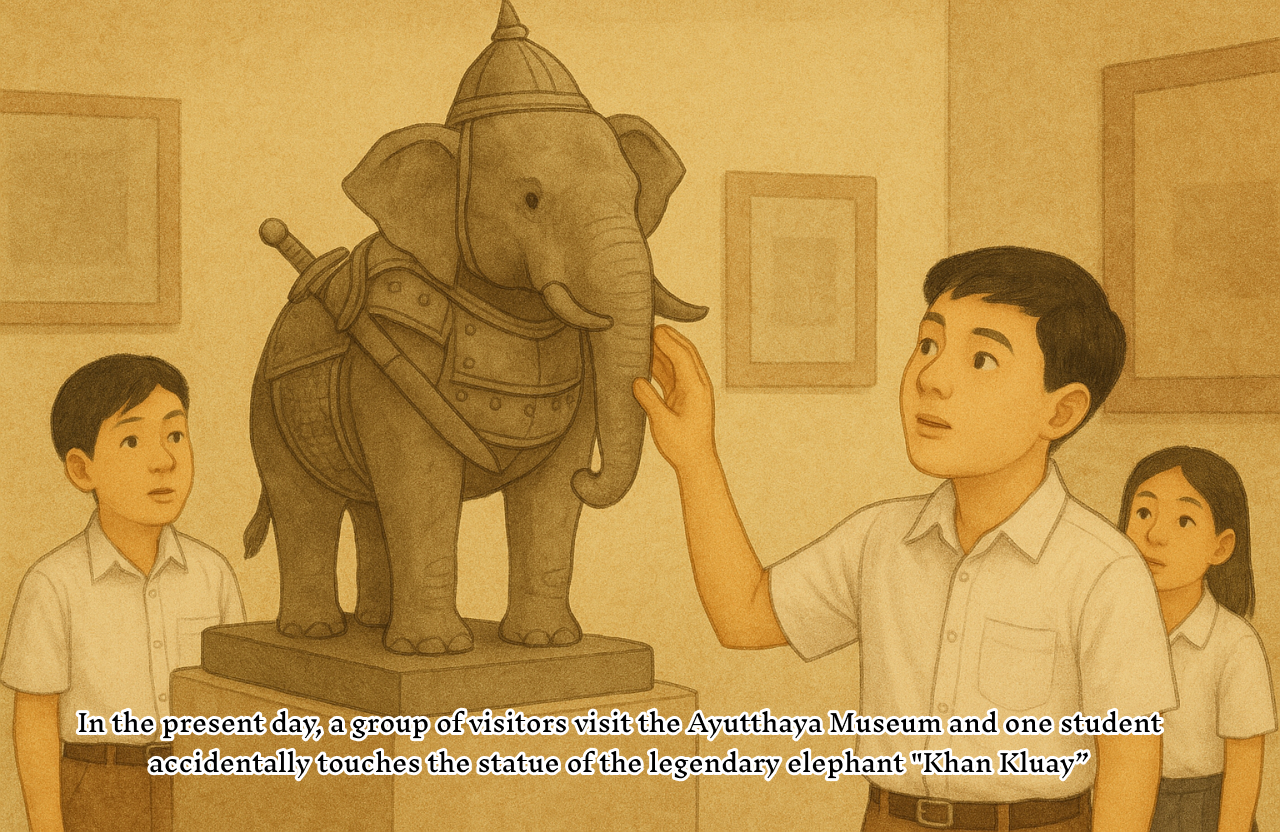 In the present day, a group of visitors visit the Ayutthaya Museum and one student
accidentally touches the statue of the legendary elephant "Khan Kluay”